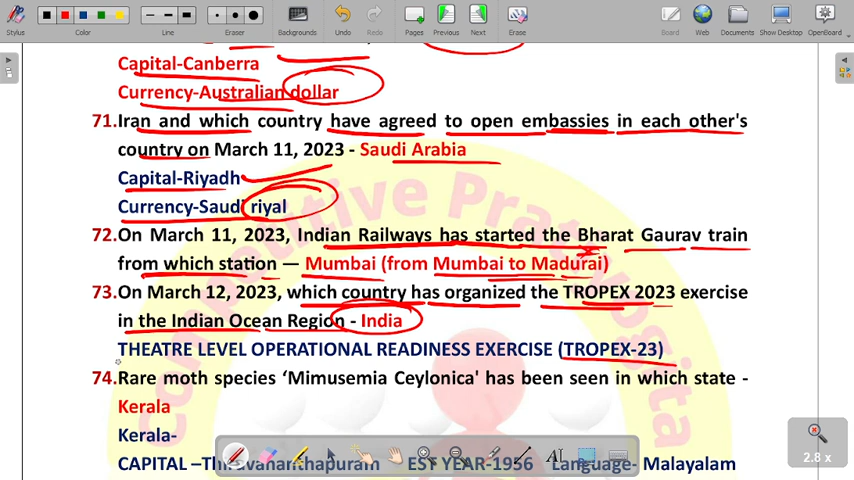 Stylus
Color
Line
Eraser
Backgrounds
Undo
Redo
Pages
Previous
Next
Erase
Board
Web
Documents
Show Desktop
OpenBoard
Capital-Canberra
Currency-Australian dollar
71.Iran and which country have agreed to open embassies in each other's
country on March 11, 2023 - Saudi Arabia
Capital-Riyadh
Currency-Saudi riyal
72.On March 11, 2023, Indian Railways has started the Bharat Gaurav train
from which station — Mumbai (from Mumbai to Madurai)
73.On March 12, 2023, which country has organized the TROPEX 2023 exercise
in the Indian Ocean Region - India
THEATRE LEVEL OPERATIONAL READINESS EXERCISE (TROPEX-23)
74.Rare moth species ‘Mimusemia Ceylonica' has been seen in which state -
Kerala
Kerala-
CAPITAL –Thiruvananthapuram EST YEAR-1956 Language- Malayalam
Competitive Pratiyogita
2.8 x